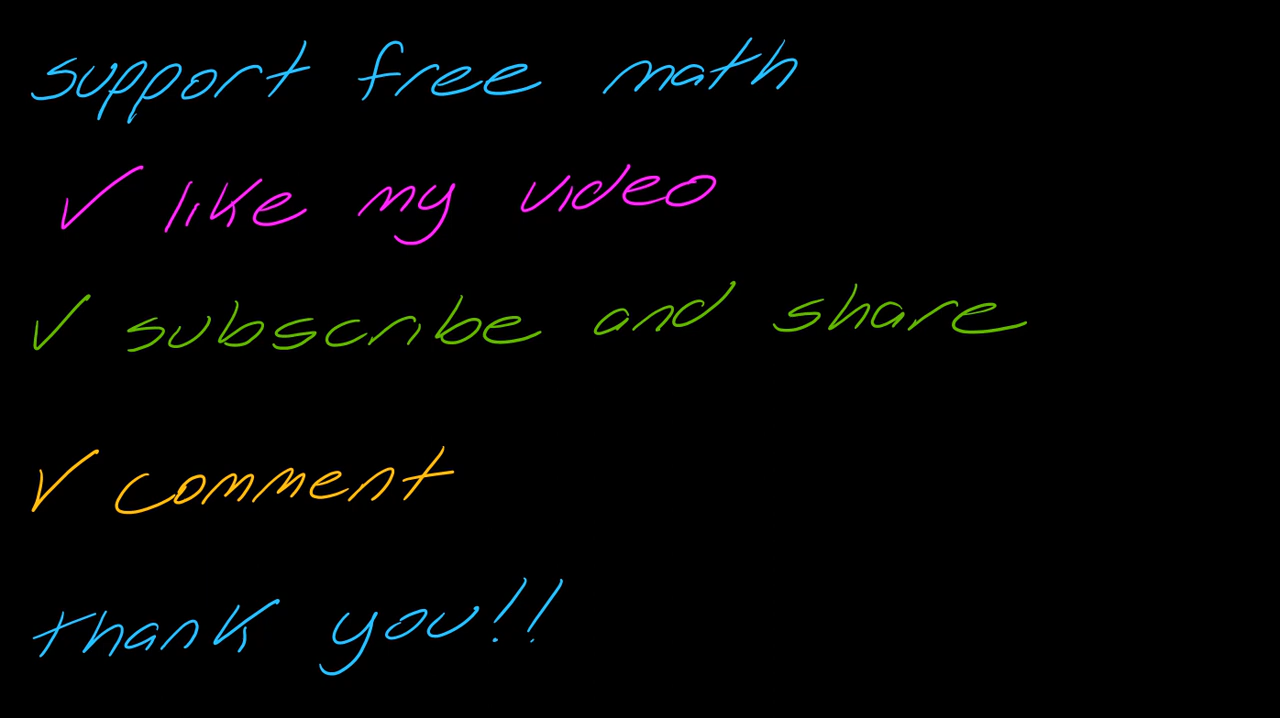 support free math
✓ like my video
✓ subscribe and share
✓ comment
thank you!!